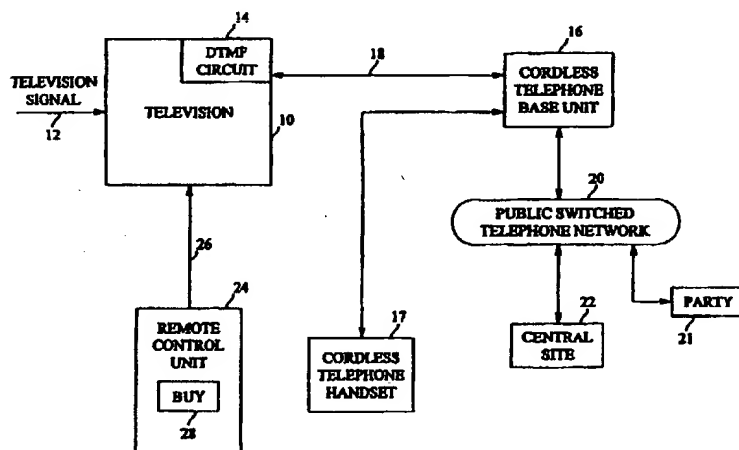 14
DTMF
CIRCUIT
TELEVISION
SIGNAL
12
TELEVISION
10
18
16
CORDLESS
TELEPHONE
BASE UNIT
20
PUBLIC SWITCHED
TELEPHONE NETWORK
26
24
REMOTE
CONTROL
UNIT
BUY
28
17
CORDLESS
TELEPHONE
HANDSET
22
CENTRAL
SITE
PARTY
21